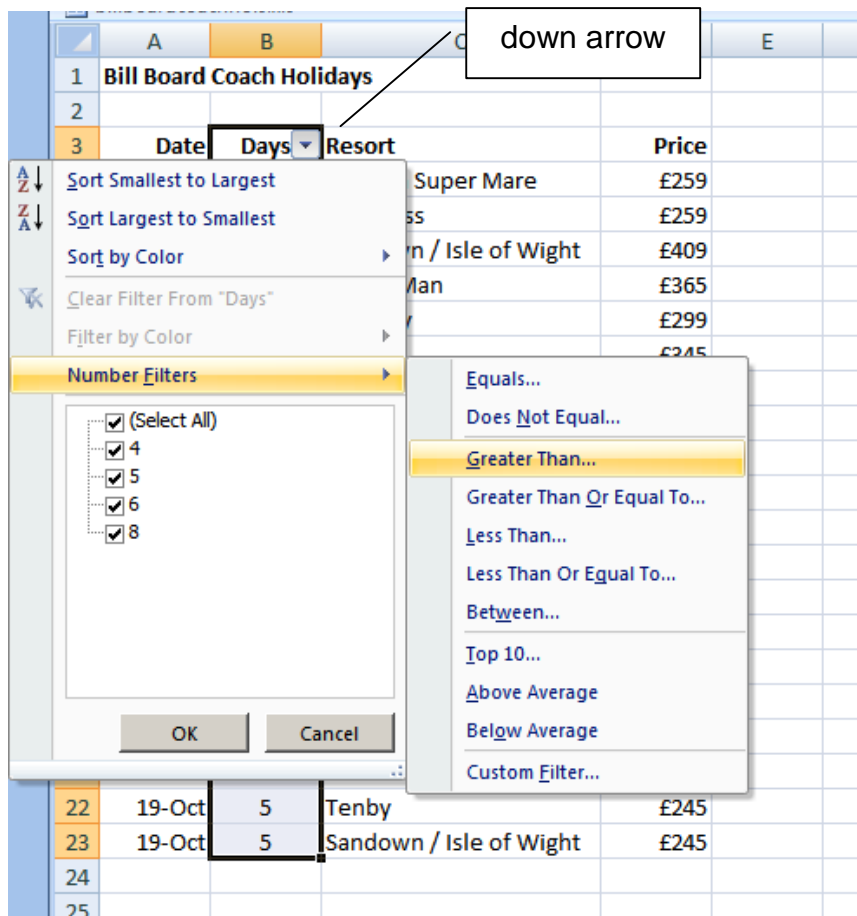 down arrow
A B C E
1 Bill Board Coach Holidays
2
3 Date Days Resort Price
Sort Smallest to Largest Super Mare £259
Sort Largest to Smallest ss £259
Sort by Color n / Isle of Wight £409
Clear Filter From "Days" Man £365
Filter by Color £299
£345
Number Filters
(Select All)
4
5
6
8
OK Cancel
Equals...
Does Not Equal...
Greater Than...
Greater Than Or Equal To...
Less Than...
Less Than Or Equal To...
Between...
Top 10...
Above Average
Below Average
Custom Filter...
22 19-Oct 5 Tenby £245
23 19-Oct 5 Sandown / Isle of Wight £245
24
25